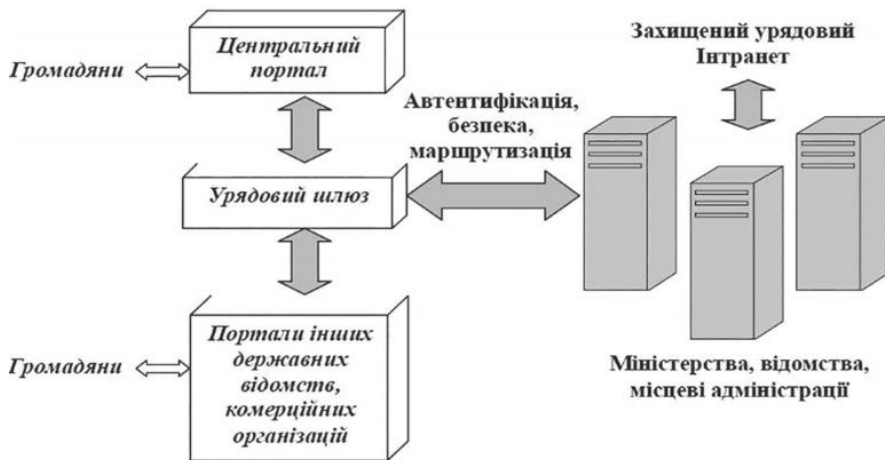 Центральний
портал
Громадяни
Урядовий шлюз
Портали інших
державних
відомств,
комерційних
організацій
Громадяни
Автентифікація,
безпека,
маршрутизація
Захищений урядовий
Інтранет
Міністерства, відомства,
місцеві адміністрації